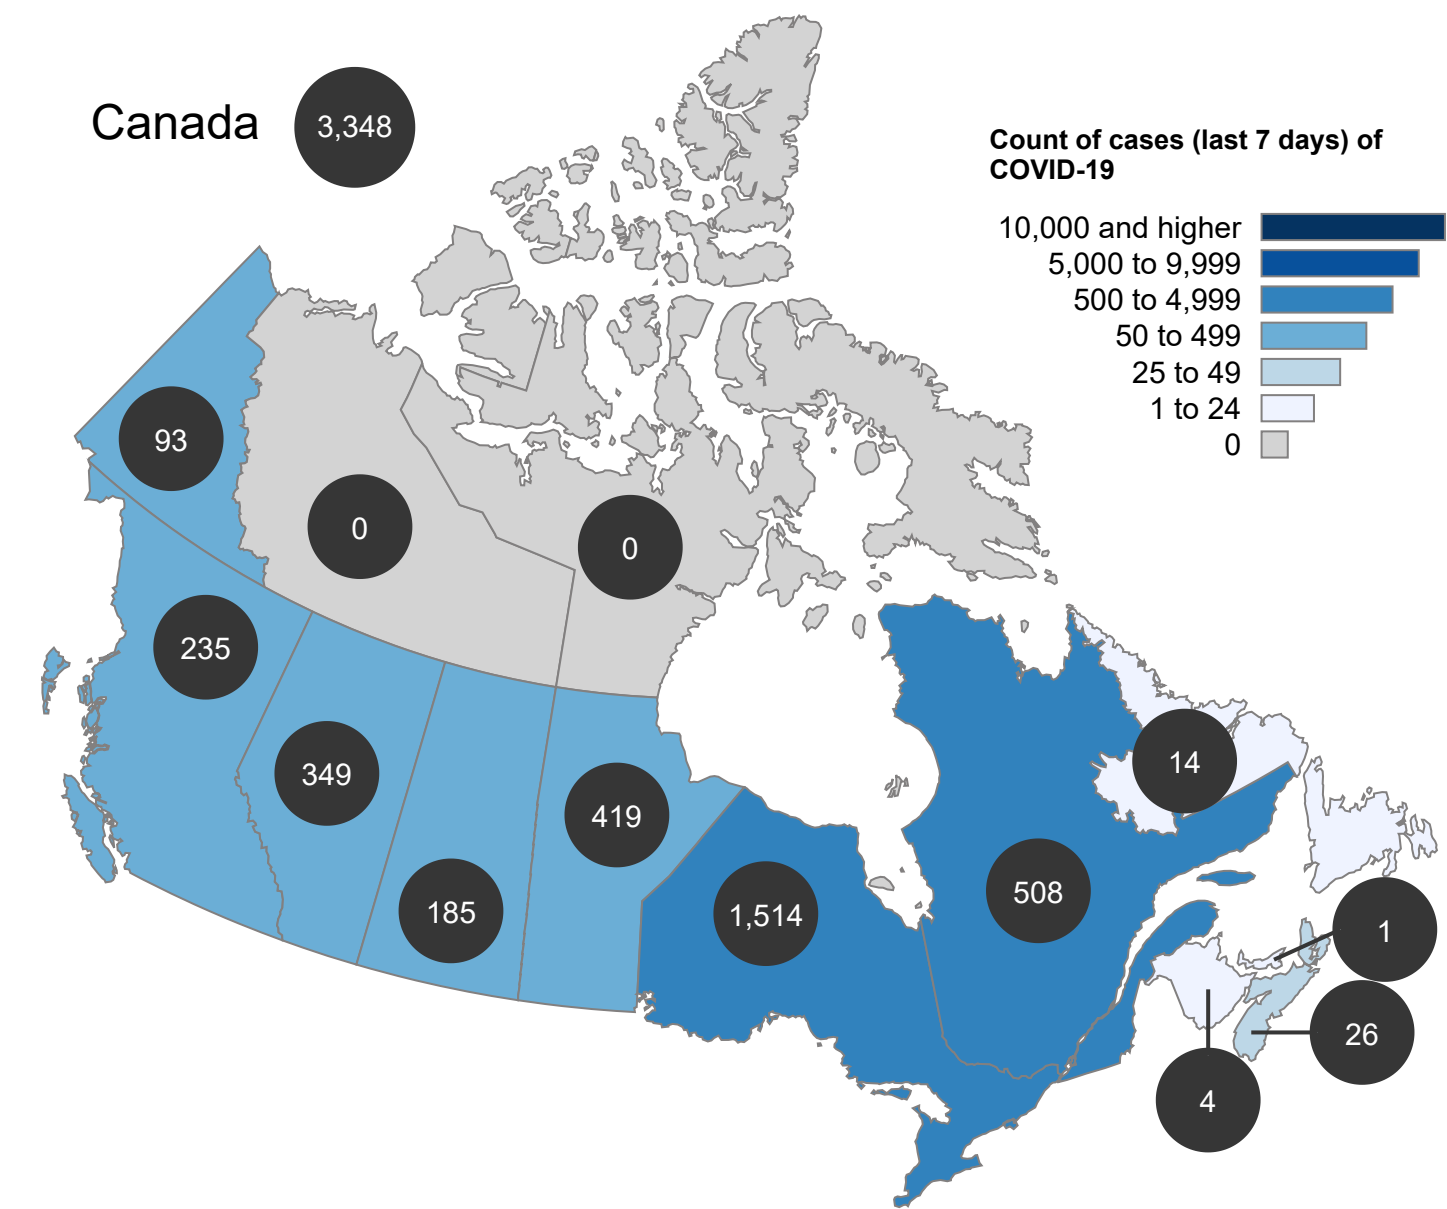 Canada
3,348
Count of cases (last 7 days) of
COVID-19
10,000 and higher
5,000 to 9,999
500 to 4,999
50 to 499
25 to 49
1 to 24
0
93
0
0
235
349
419
185
1,514
508
14
1
26
4